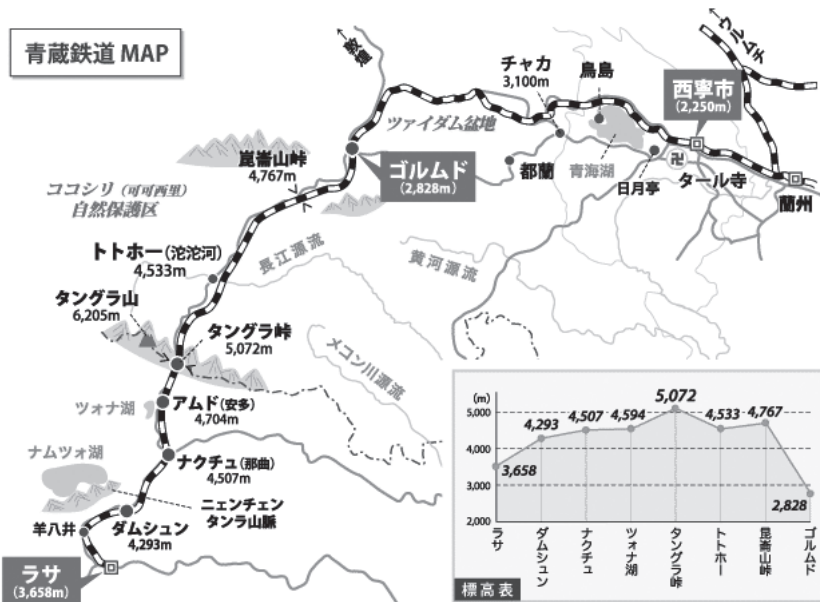 青蔵鉄道 MAP
敦煌
ウルムチ
チャカ
3,100m
鳥島
西寧市
(2,250m)
ツァイダム盆地
崑崙山峠
4,767m
ゴルムド
(2,828m)
都蘭
青海湖
日月亭
卍
タール寺
蘭州
ココシリ(可可西里)
自然保護区
トトホー(沱沱河)
4,533m
長江源流
黄河源流
タングラ山
6,205m
タングラ峠
5,072m
メコン川源流
ツォナ湖
アムド(安多)
4,704m
ナムツォ湖
ナクチュ(那曲)
4,507m
ニェンチェン
タンラ山脈
羊八井
ダムシュン
4,293m
ラサ
(3,658m)
(m)
5,000
4,000
3,000
2,000
3,658
4,293
4,507
4,594
5,072
4,533
4,767
2,828
ラサ
ダムシュン
ナクチュ
ツォナ湖
タングラ峠
トトホー
昆崙山峠
ゴルムド
標高表